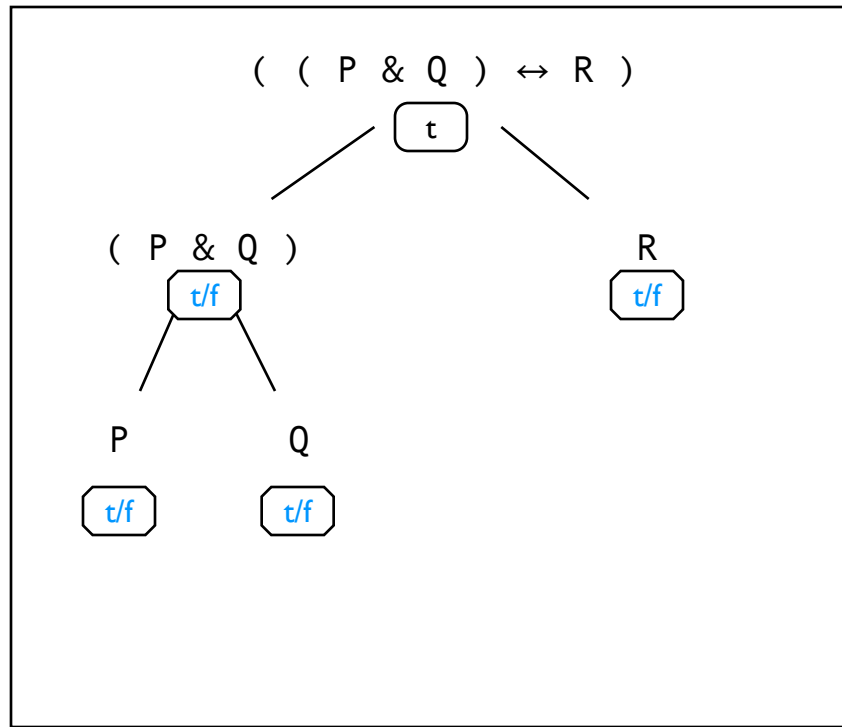 ( ( P & Q ) ↔ R )
t
( P & Q ) R
t/f t/f
P Q
t/f t/f